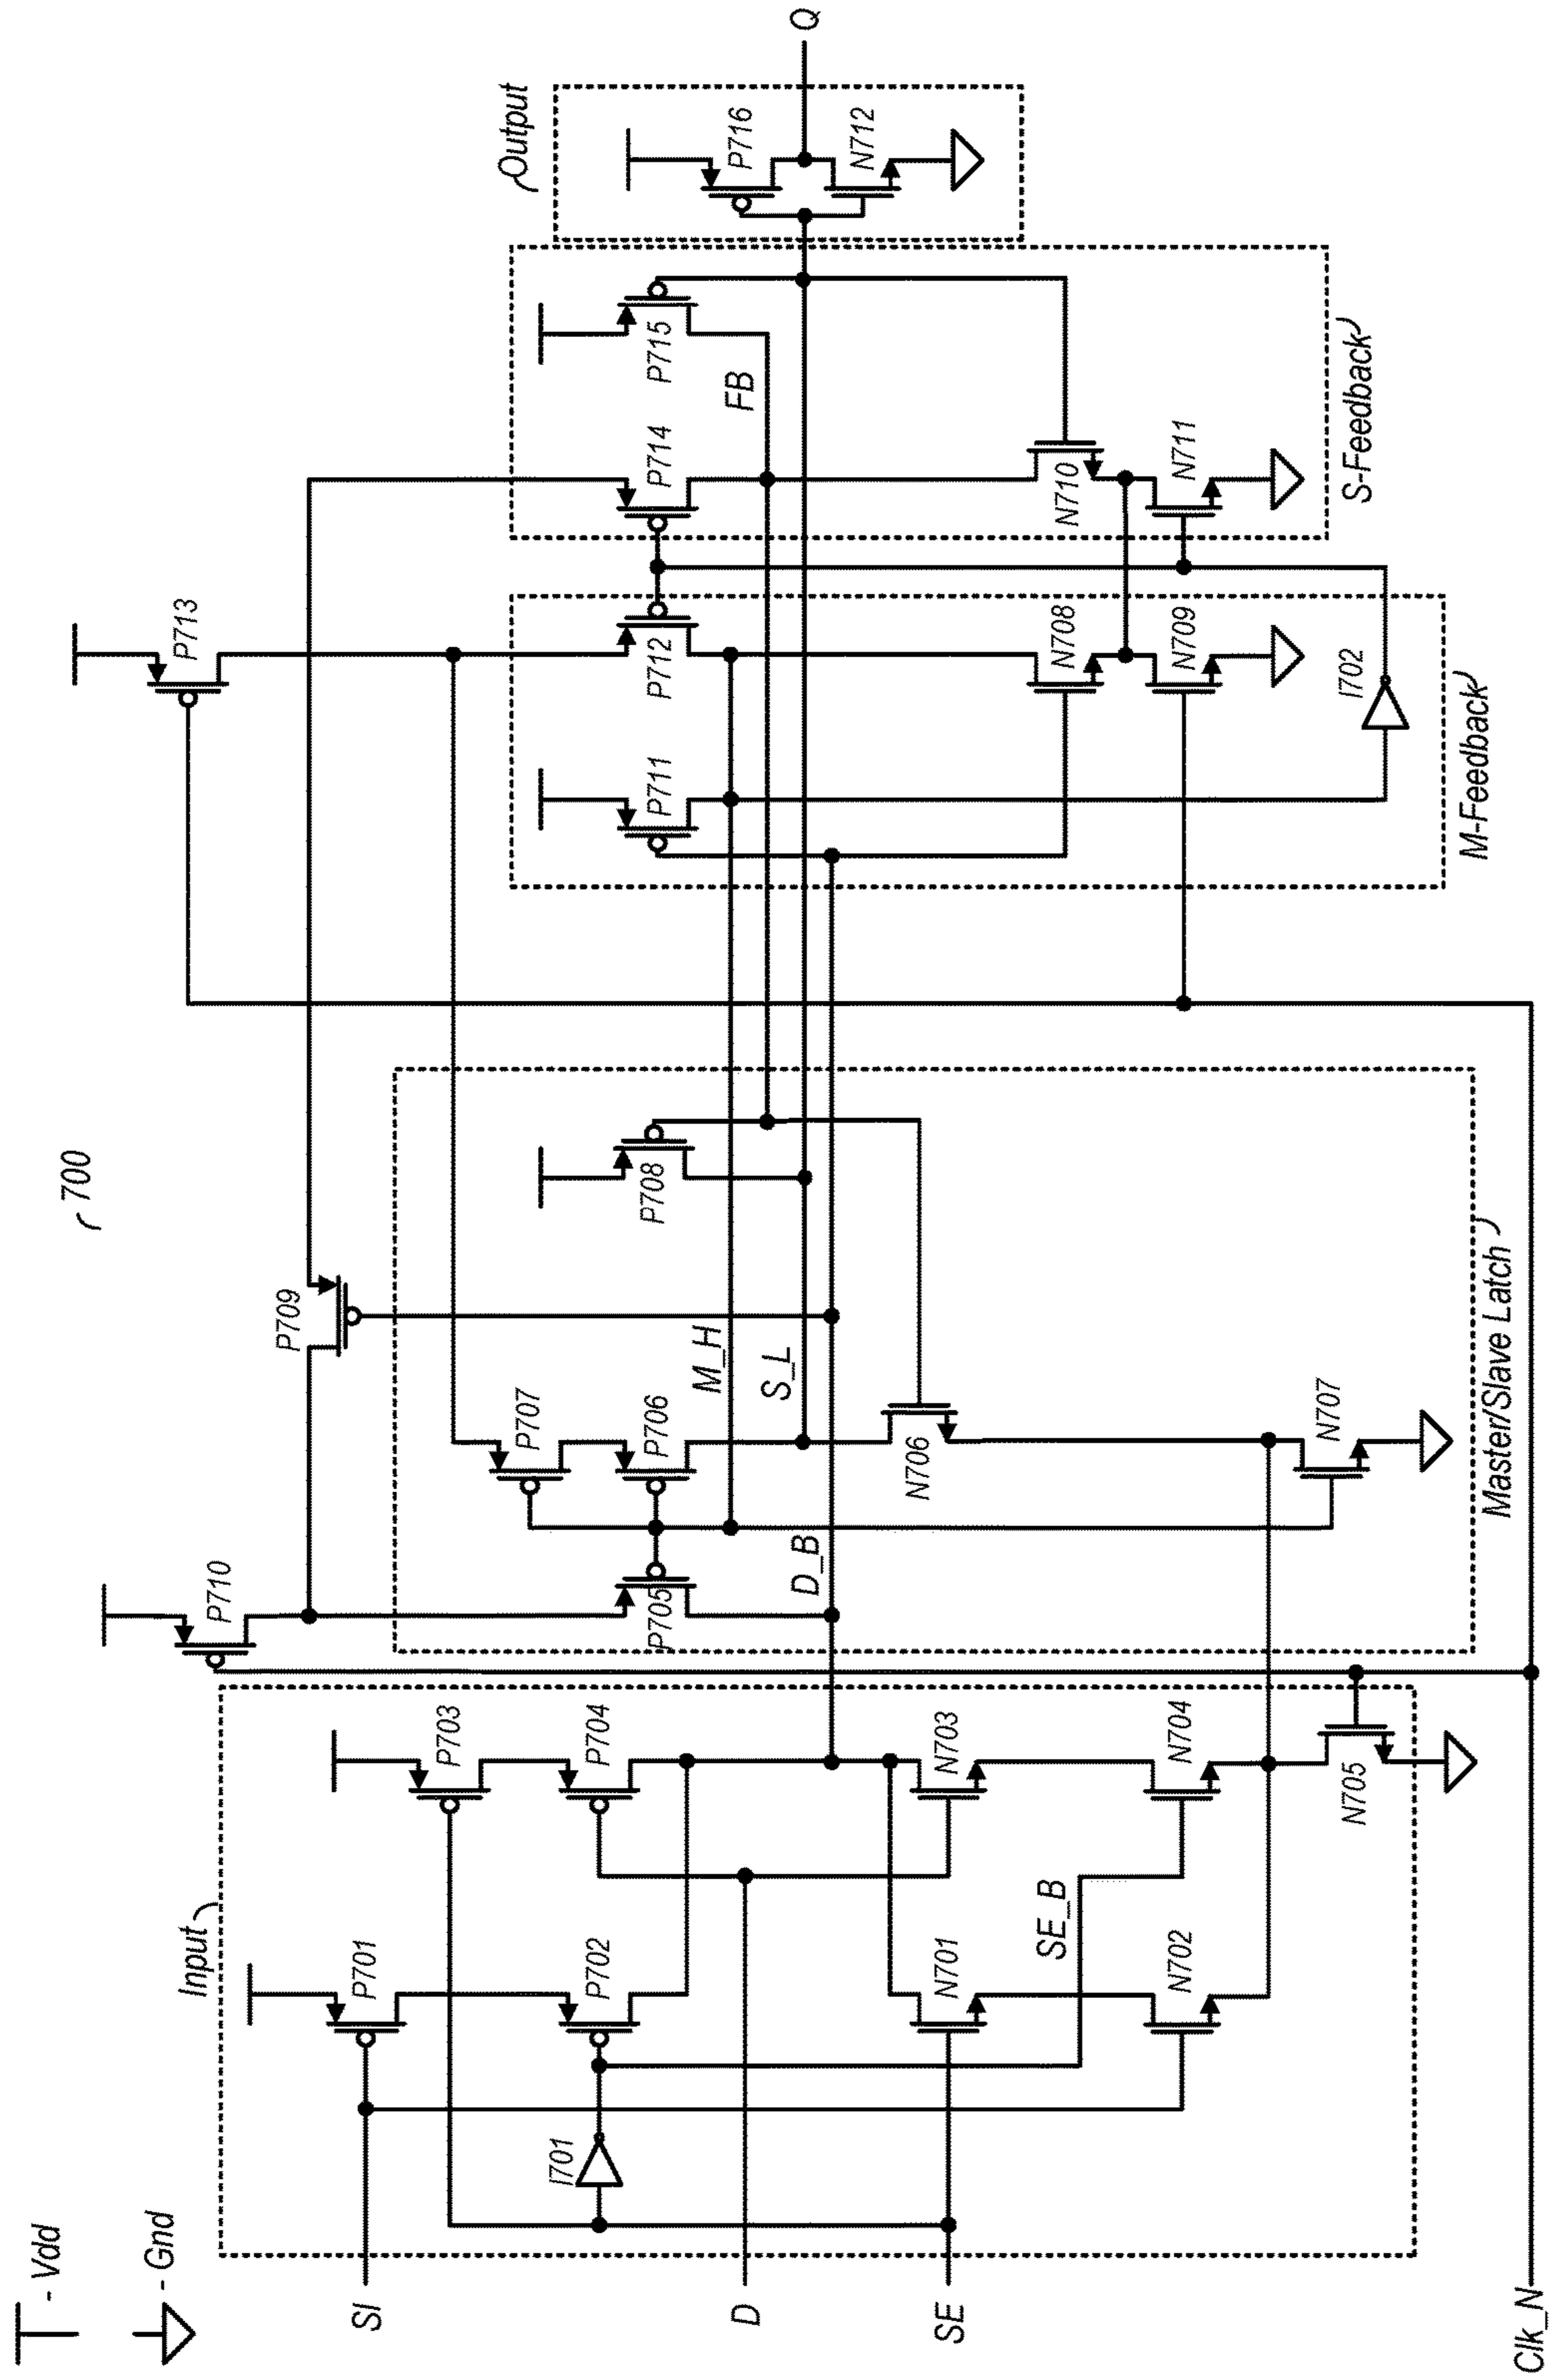 700
- Vdd
- Gnd
Input
SI
D
SE
Clk_N
P701
P702
I701
N701
N702
SE_B
P703
P704
N703
N704
N705
P710
P709
P705
P707
P706
D_B
M_H
S_L
N706
N707
P708
Master/Slave Latch
P713
P711
P712
N708
N709
I702
M-Feedback
P714
P715
FB
N710
N711
S-Feedback
Output
P716
N712
Q